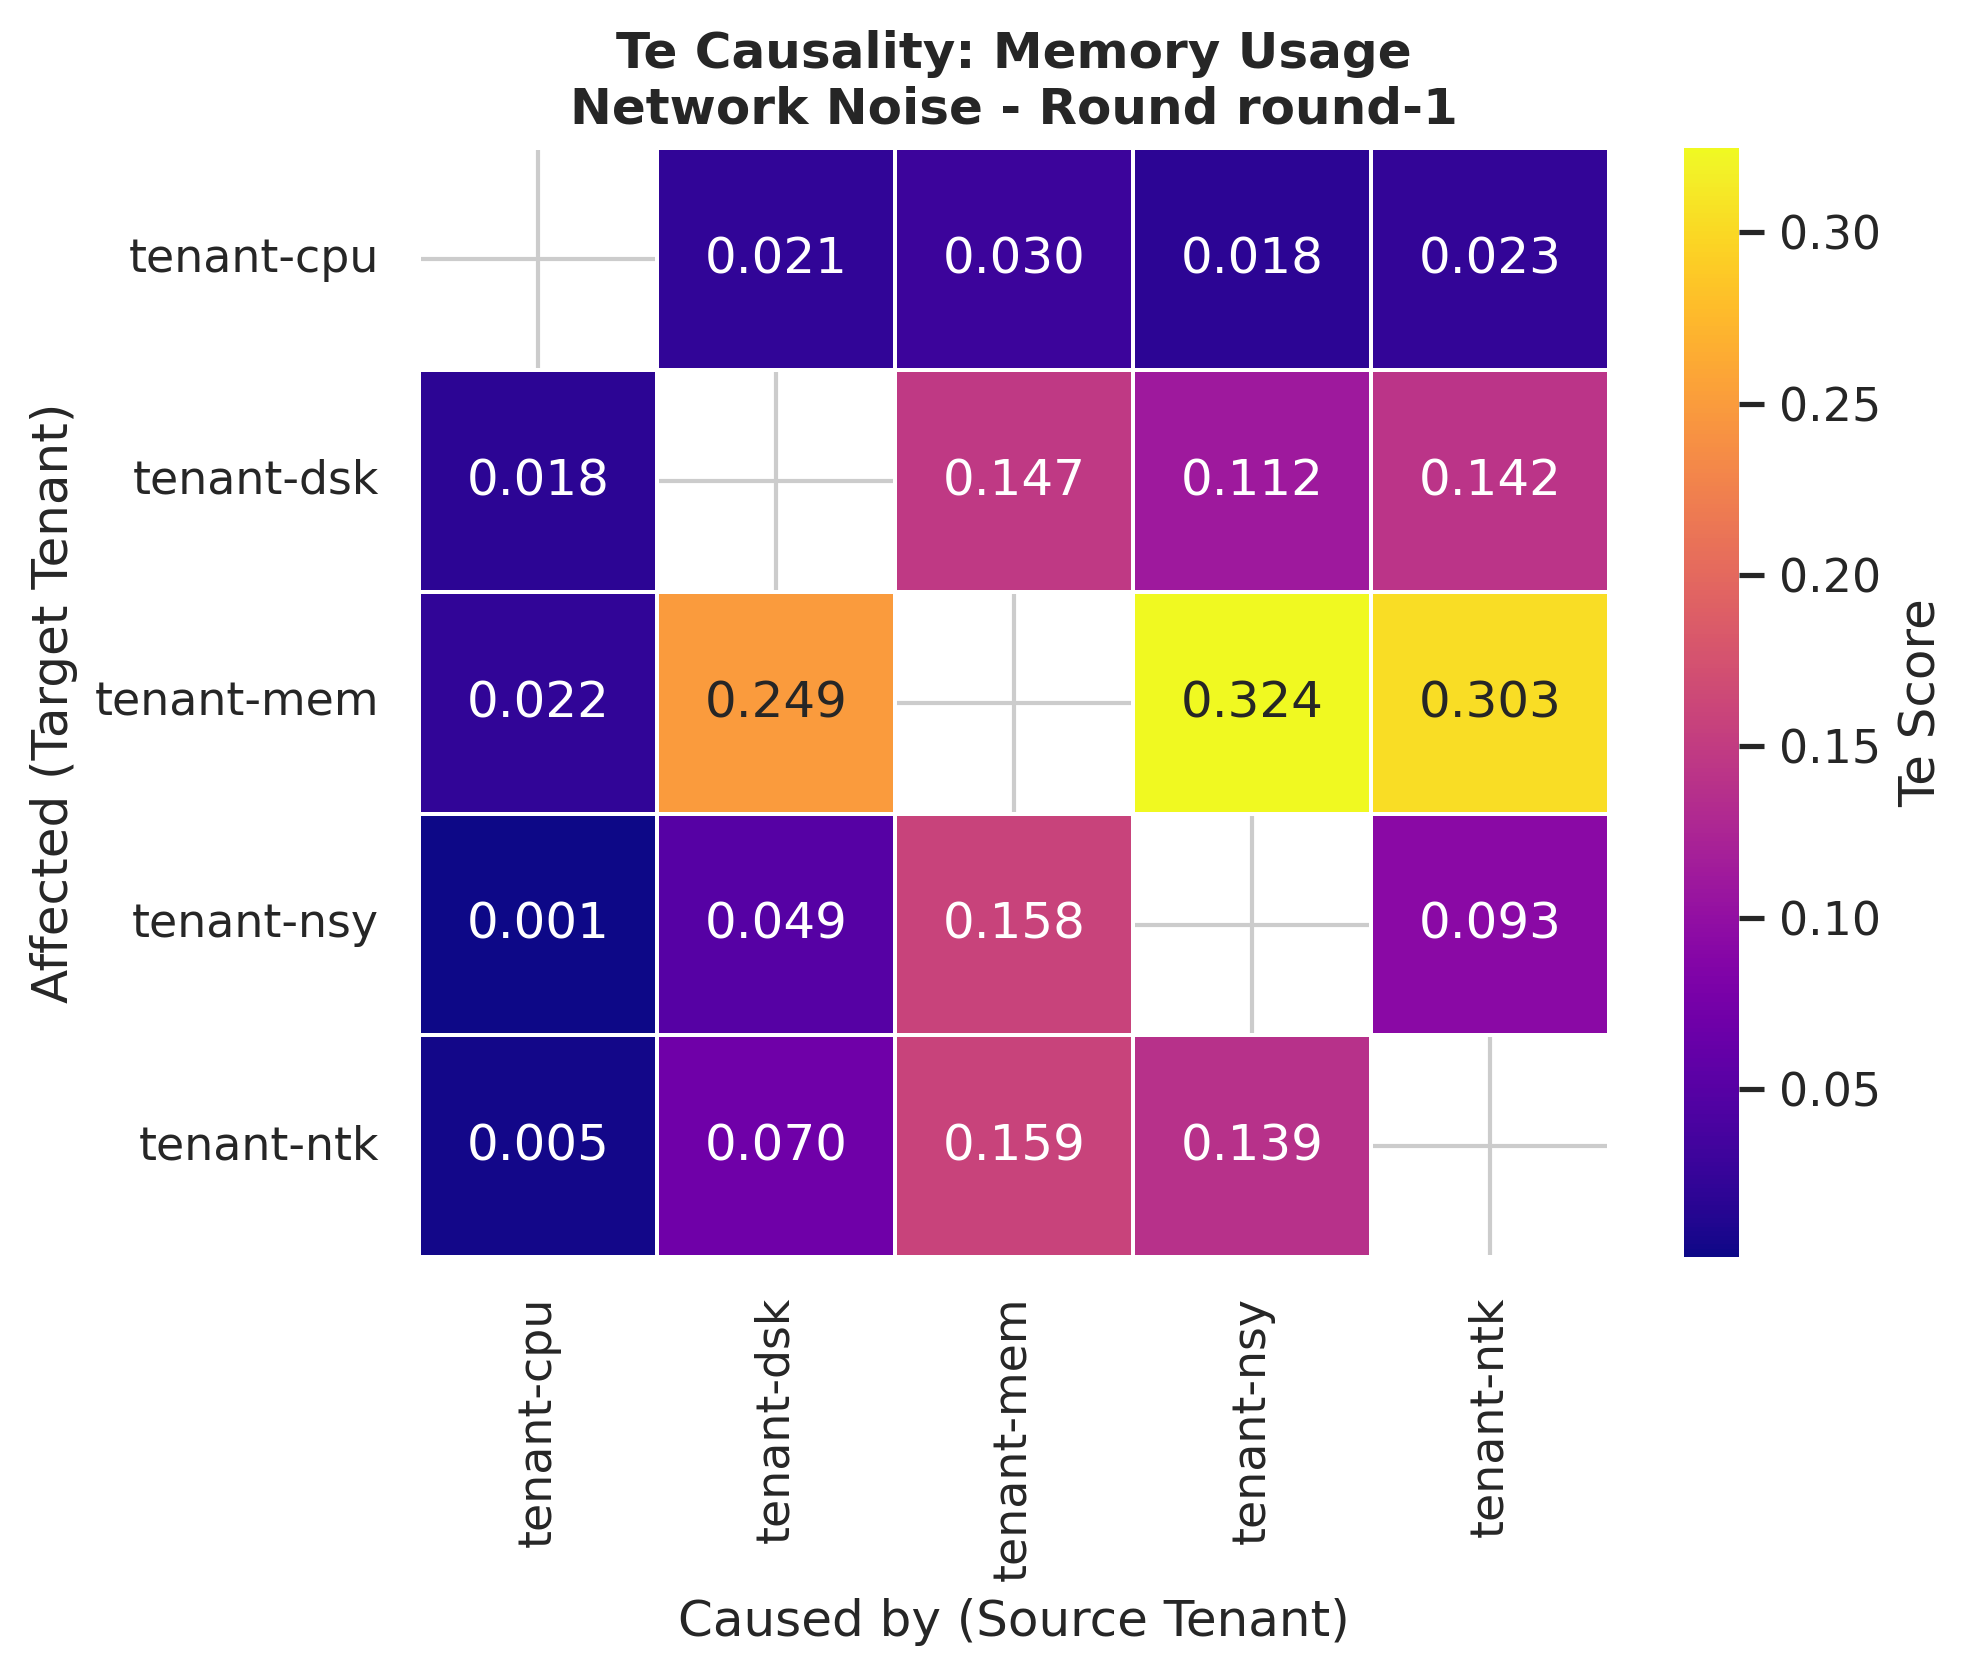 Te Causality: Memory Usage
Network Noise - Round round-1
Affected (Target Tenant)
tenant-cpu
0.021 0.030 0.018 0.023
tenant-dsk
0.018 0.147 0.112 0.142
tenant-mem
0.022 0.249 0.324 0.303
tenant-nsy
0.001 0.049 0.158 0.093
tenant-ntk
0.005 0.070 0.159 0.139
tenant-cpu
tenant-dsk
tenant-mem
tenant-nsy
tenant-ntk
Caused by (Source Tenant)
0.30
0.25
0.20
0.15
0.10
0.05
Te Score